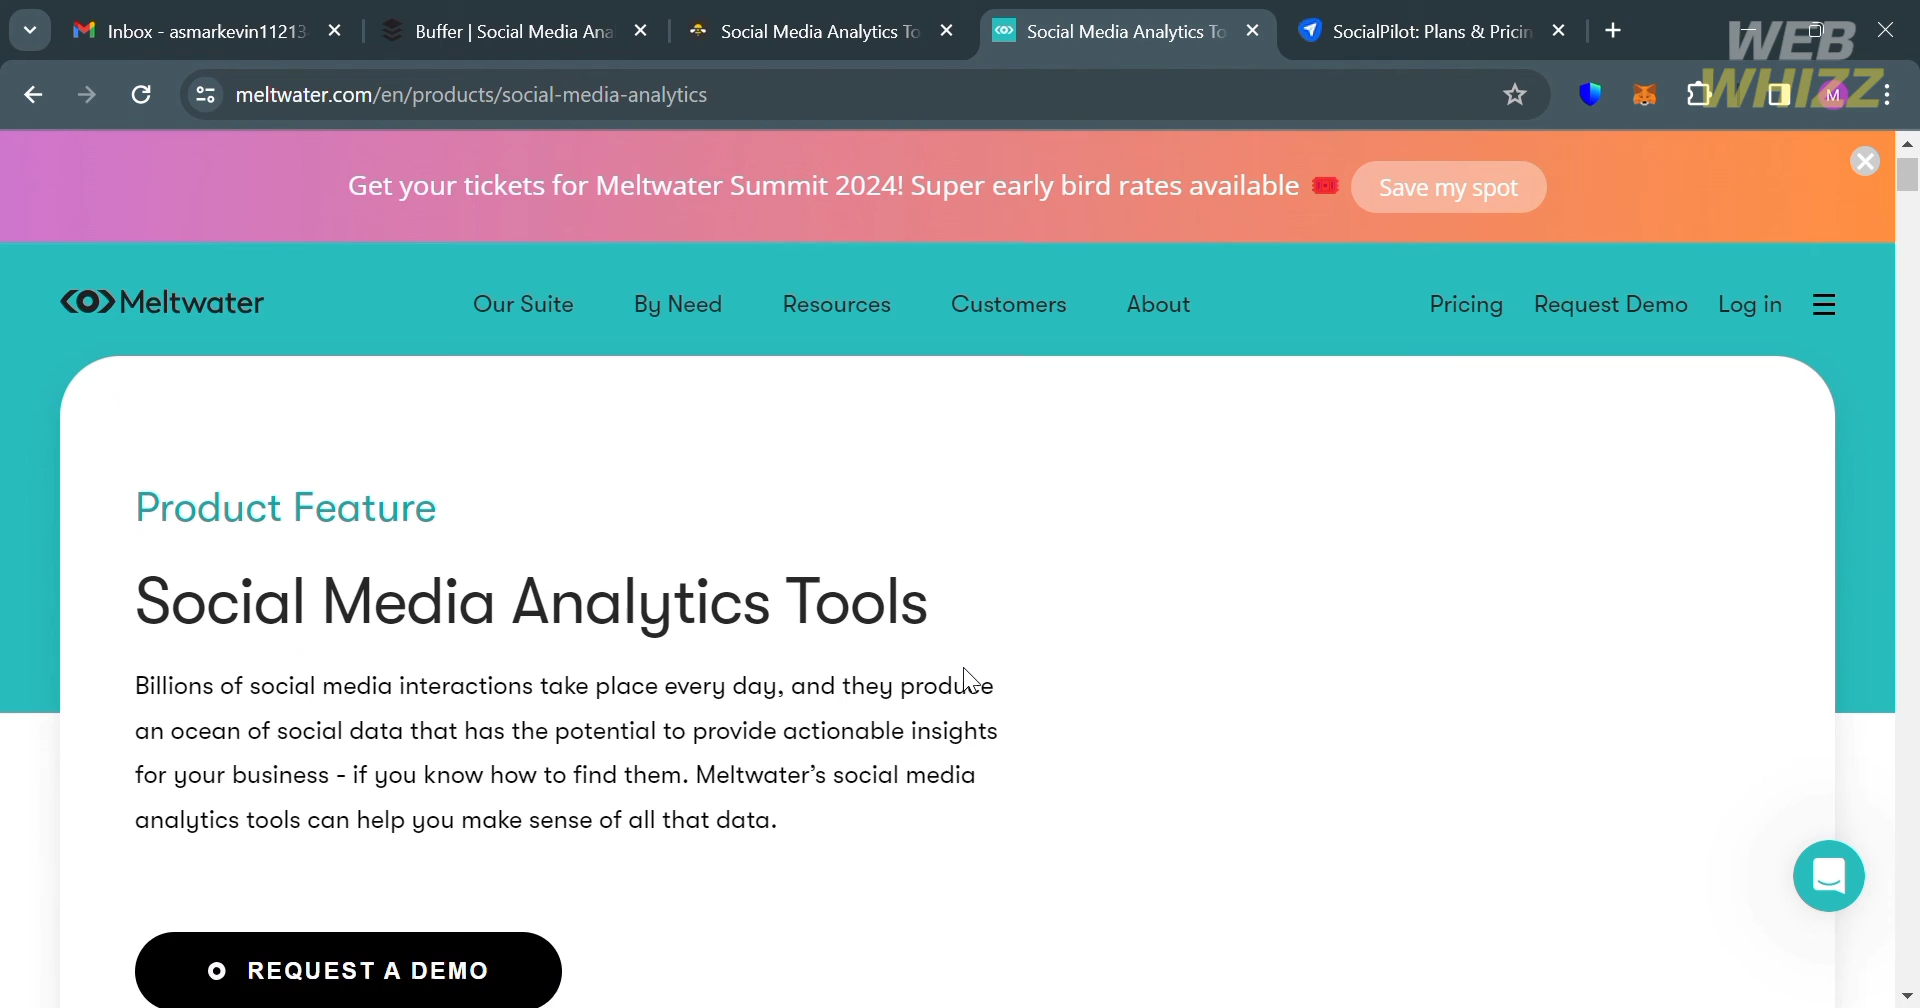 Inbox - asmarkevin11213
Buffer | Social Media Ana
Social Media Analytics To
Social Media Analytics To
SocialPilot: Plans & Pricin
WEB
WHIZZ
meltwater.com/en/products/social-media-analytics
M
Get your tickets for Meltwater Summit 2024! Super early bird rates available
Save my spot
Meltwater
Our Suite
By Need
Resources
Customers
About
Pricing
Request Demo
Log in
Product Feature
Social Media Analytics Tools
Billions of social media interactions take place every day, and they produce
an ocean of social data that has the potential to provide actionable insights
for your business - if you know how to find them. Meltwater’s social media
analytics tools can help you make sense of all that data.
REQUEST A DEMO